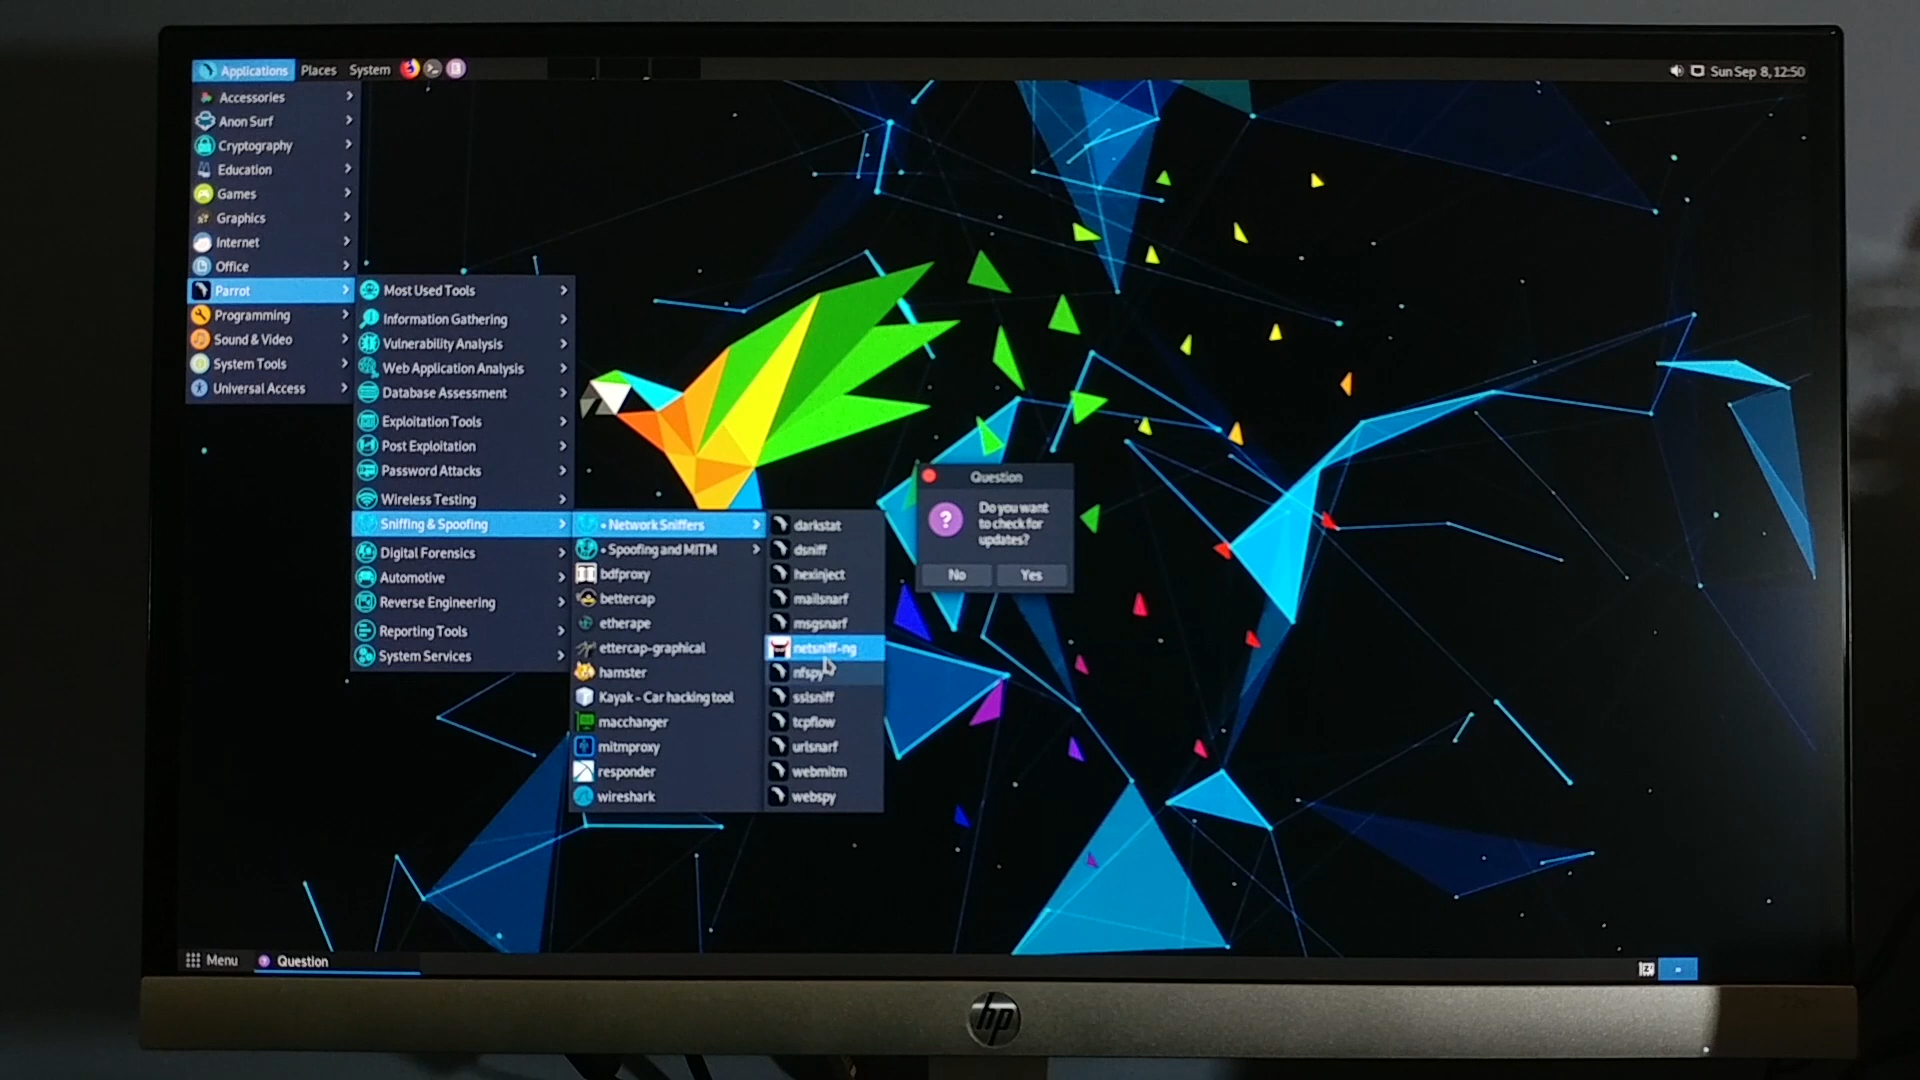 Applications Places System
Sun Sep 8, 12:50
Accessories
Anon Surf
Cryptography
Education
Games
Graphics
Internet
Office
Parrot
Programming
Sound & Video
System Tools
Universal Access
Most Used Tools
Information Gathering
Vulnerability Analysis
Web Application Analysis
Database Assessment
Exploitation Tools
Post Exploitation
Password Attacks
Wireless Testing
Sniffing & Spoofing
Digital Forensics
Automotive
Reverse Engineering
Reporting Tools
System Services
• Network Sniffers
• Spoofing and MITM
bdfproxy
bettercap
etherape
ettercap-graphical
hamster
Kayak - Car hacking tool
macchanger
mitmproxy
responder
wireshark
darkstat
dsniff
hexinject
mailsnarf
msgsnarf
netsniff-ng
nfspy
sslsniff
tcpflow
urlsnarf
webmitm
webspy
Question
Do you want
to check for
updates?
No Yes
Menu Question
hp